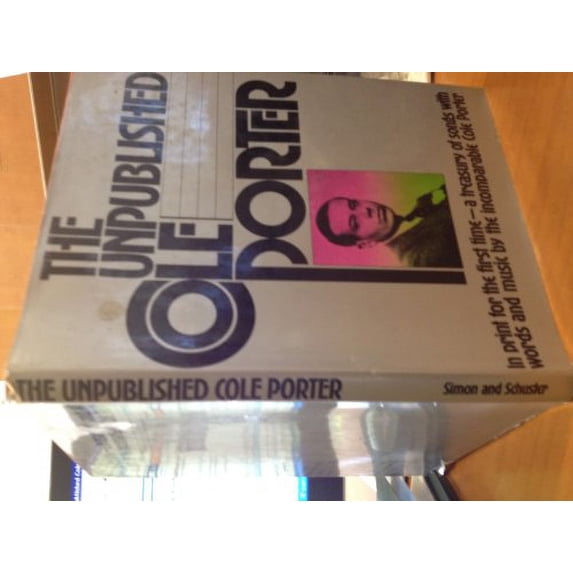 THE
UNPUBLISHED
COLE
PORTER
In print for the first time—a treasury of songs with
words and music by the incomparable Cole Porter
THE UNPUBLISHED COLE PORTER
Simon and Schuster